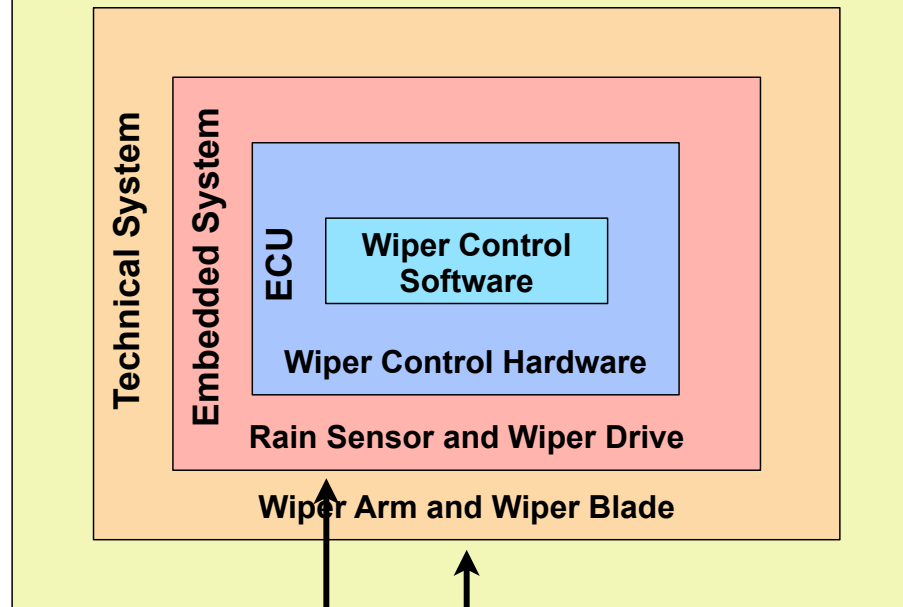 Technical System
Embedded System
ECU
Wiper Control
Software
Wiper Control Hardware
Rain Sensor and Wiper Drive
Wiper Arm and Wiper Blade